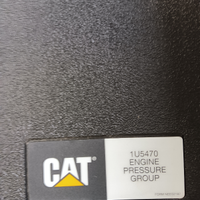 CAT
1U5470
ENGINE
PRESSURE
GROUP